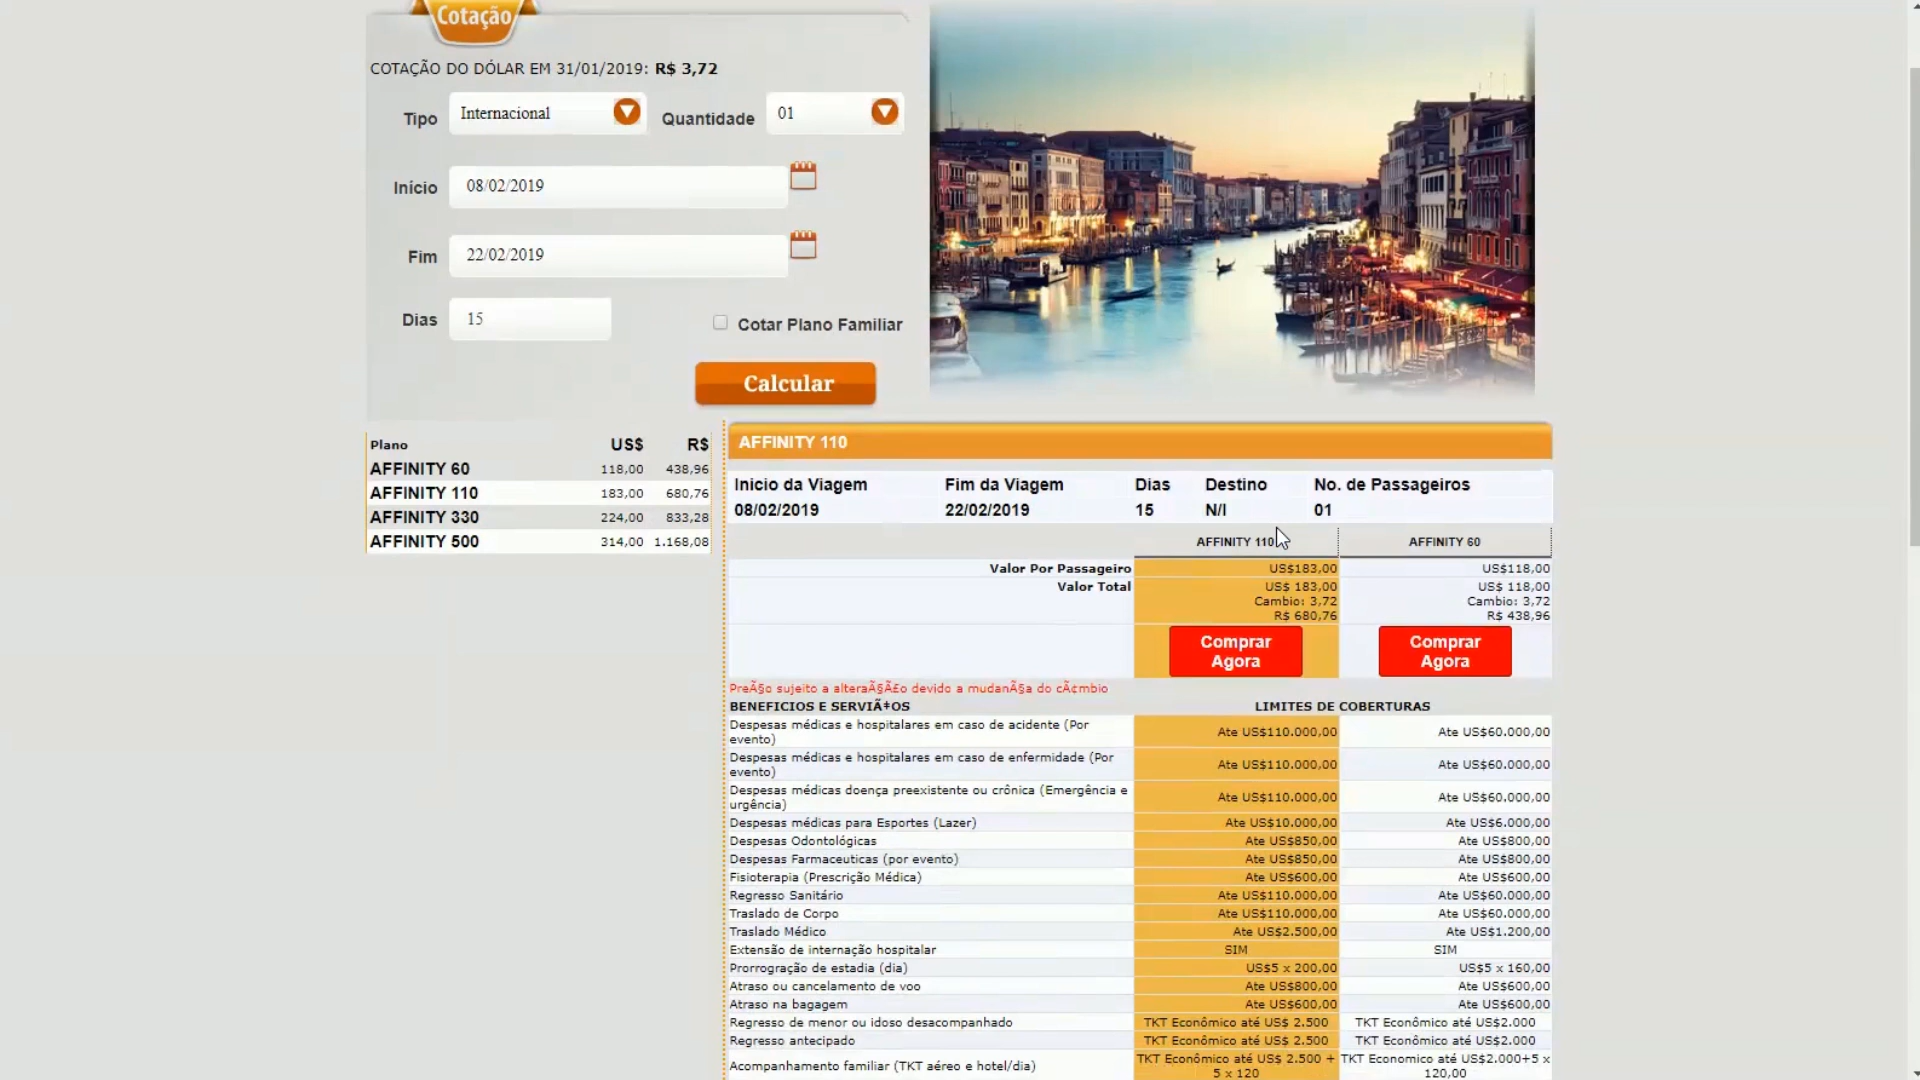 Cotação
COTAÇÃO DO DÓLAR EM 31/01/2019: R$ 3,72
Tipo Internacional Quantidade 01
Início 08/02/2019
Fim 22/02/2019
Dias 15 Cotar Plano Familiar
Calcular
Plano US$ R$
AFFINITY 60 118,00 438,96
AFFINITY 110 183,00 680,76
AFFINITY 330 224,00 833,28
AFFINITY 500 314,00 1.168,08
AFFINITY 110
Inicio da Viagem Fim da Viagem Dias Destino No. de Passageiros
08/02/2019 22/02/2019 15 N/I 01
AFFINITY 110 AFFINITY 60
Valor Por Passageiro US$183,00 US$118,00
Valor Total US$ 183,00 US$ 118,00
Cambio: 3,72 Cambio: 3,72
R$ 680,76 R$ 438,96
Comprar Comprar
Agora Agora
PreÃ§o sujeito a alteraÃ§Ã£o devido a mudanÃ§a do cÃ¢mbio
BENEFICIOS E SERVIÃ‡OS LIMITES DE COBERTURAS
Despesas médicas e hospitalares em caso de acidente (Por
evento) Ate US$110.000,00 Ate US$60.000,00
Despesas médicas e hospitalares em caso de enfermidade (Por
evento) Ate US$110.000,00 Ate US$60.000,00
Despesas médicas doença preexistente ou crônica (Emergência e
urgência) Ate US$110.000,00 Ate US$60.000,00
Despesas médicas para Esportes (Lazer) Ate US$10.000,00 Ate US$6.000,00
Despesas Odontológicas Ate US$850,00 Ate US$800,00
Despesas Farmaceuticas (por evento) Ate US$850,00 Ate US$800,00
Fisioterapia (Prescrição Médica) Ate US$600,00 Ate US$600,00
Regresso Sanitário Ate US$110.000,00 Ate US$60.000,00
Traslado de Corpo Ate US$110.000,00 Ate US$60.000,00
Traslado Médico Ate US$2.500,00 Ate US$1.200,00
Extensão de internação hospitalar SIM SIM
Prorrogração de estadia (dia) US$5 x 200,00 US$5 x 160,00
Atraso ou cancelamento de voo Ate US$800,00 Ate US$600,00
Atraso na bagagem Ate US$600,00 Ate US$600,00
Regresso de menor ou idoso desacompanhado TKT Econômico até US$ 2.500 TKT Econômico até US$2.000
Regresso antecipado TKT Econômico até US$ 2.500 TKT Econômico até US$2.000
Acompanhamento familiar (TKT aéreo e hotel/dia) TKT Econômico até US$ 2.500 + TKT Economico até US$2.000+5 x
5 x 120 120,00